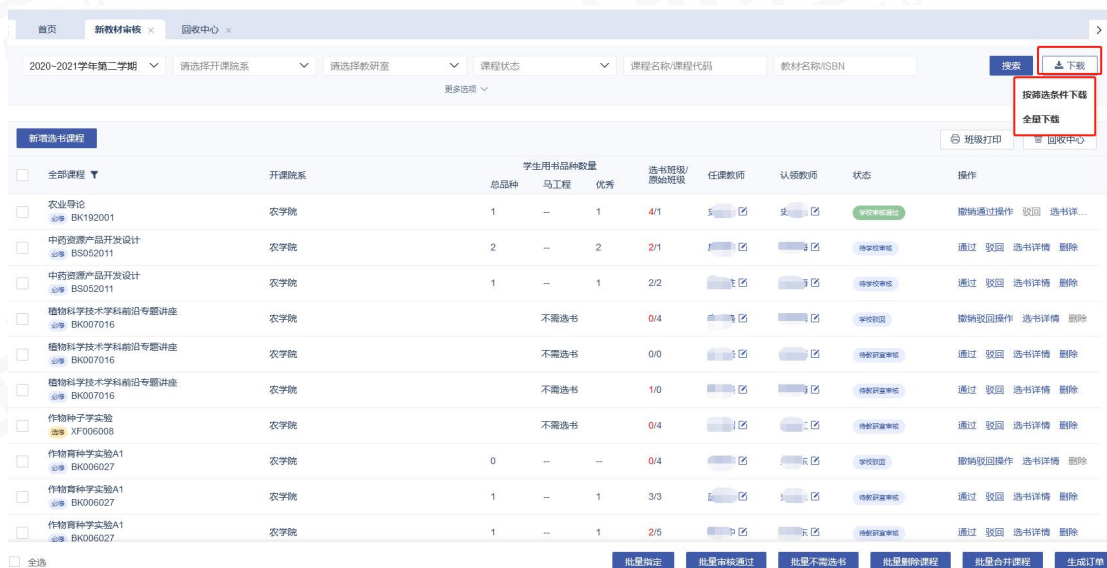 首页 新教材审核 × 回收中心 ×
2020~2021学年第二学期 请选择开课院系 请选择教研室 课程状态 课程名称/课程代码 教材名称/ISBN 搜索 下载
更多选项
按筛选条件下载
全量下载
新增选书课程 班级打印 回收中心
全部课程 开课院系 学生用书品种数量 选书班级/原始班级 任课教师 认领教师 状态 操作
总品种 马工程 优秀
农业导论 农学院 1 -- 1 4/1 学校审核通过 撤销通过操作 驳回 选书详...
必修 BK192001
中药资源产品开发设计 农学院 2 -- 2 2/1 待学校审核 通过 驳回 选书详情 删除
必修 BS052011
中药资源产品开发设计 农学院 1 -- 1 2/2 待学校审核 通过 驳回 选书详情 删除
必修 BS052011
植物科学技术学科前沿专题讲座 农学院 不需选书 0/4 学校驳回 撤销驳回操作 选书详情 删除
必修 BK007016
植物科学技术学科前沿专题讲座 农学院 不需选书 0/0 待教研室审核 通过 驳回 选书详情 删除
必修 BK007016
植物科学技术学科前沿专题讲座 农学院 不需选书 1/0 待教研室审核 通过 驳回 选书详情 删除
必修 BK007016
作物种子学实验 农学院 不需选书 0/4 待教研室审核 通过 驳回 选书详情 删除
选修 XF006008
作物育种学实验A1 农学院 0 -- -- 0/4 学校驳回 撤销驳回操作 选书详情 删除
必修 BK006027
作物育种学实验A1 农学院 1 -- 1 3/3 待教研室审核 通过 驳回 选书详情 删除
必修 BK006027
作物育种学实验A1 农学院 1 -- 1 2/5 待教研室审核 通过 驳回 选书详情 删除
必修 BK006027
全选 批量指定 批量审核通过 批量不需选书 批量删除课程 批量合并课程 生成订单